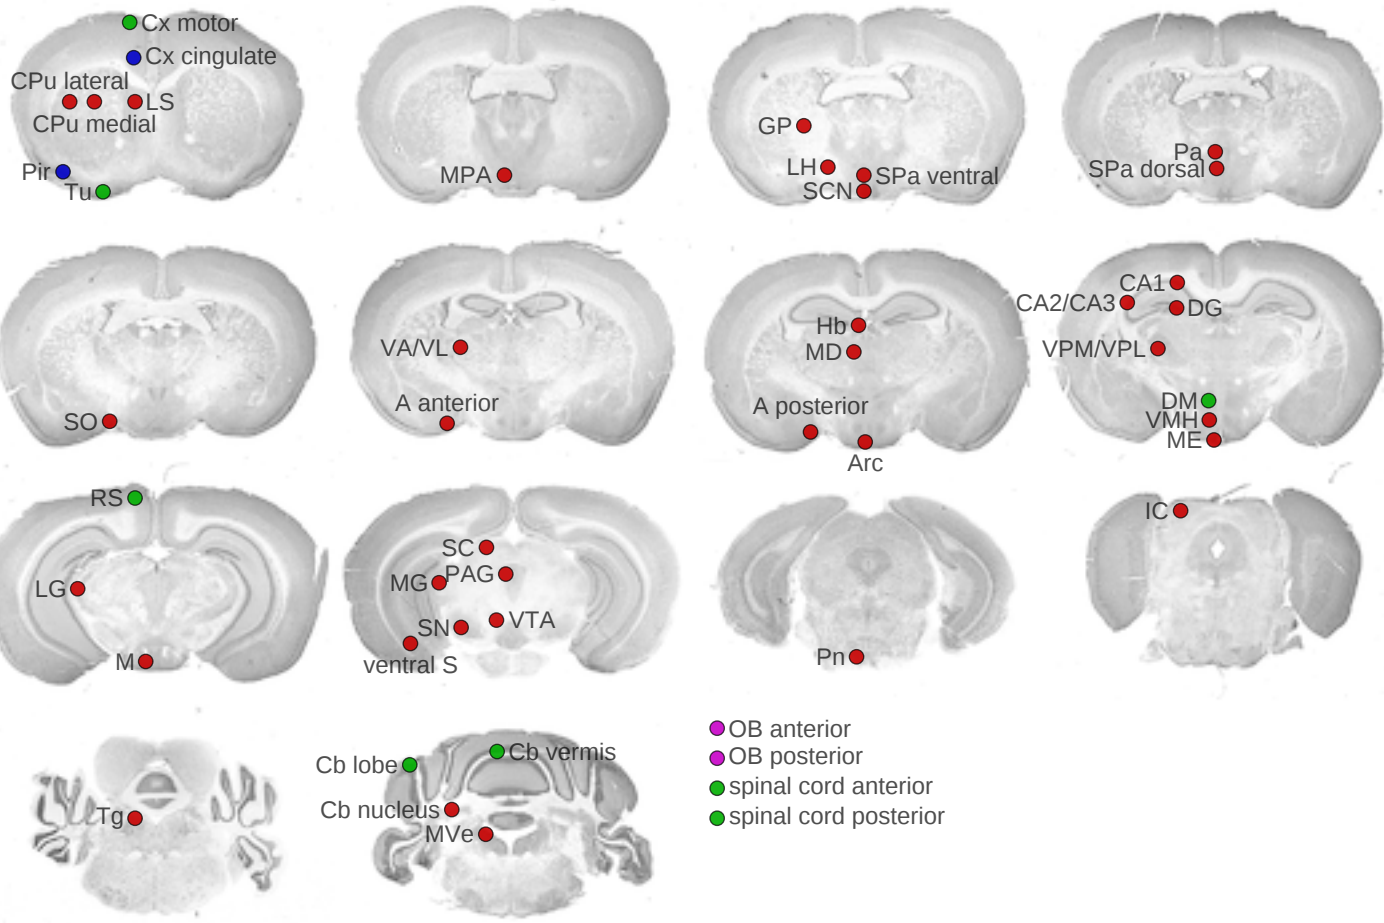 Cx motor
Cx cingulate
CPu lateral
LS
CPu medial
Pir
Tu
MPA
GP
LH
SPa ventral
SCN
Pa
SPa dorsal
SO
VA/VL
A anterior
Hb
MD
A posterior
Arc
CA1
CA2/CA3
DG
VPM/VPL
DM
VMH
ME
RS
LG
M
SC
MG
PAG
SN
VTA
ventral S
Pn
IC
Tg
Cb lobe
Cb vermis
Cb nucleus
MVe
OB anterior
OB posterior
spinal cord anterior
spinal cord posterior